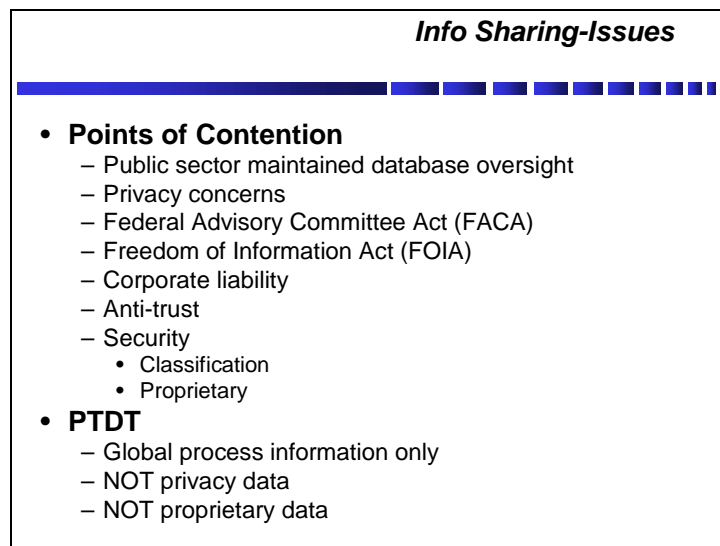 Info Sharing-Issues
• Points of Contention
– Public sector maintained database oversight
– Privacy concerns
– Federal Advisory Committee Act (FACA)
– Freedom of Information Act (FOIA)
– Corporate liability
– Anti-trust
– Security
• Classification
• Proprietary
• PTDT
– Global process information only
– NOT privacy data
– NOT proprietary data